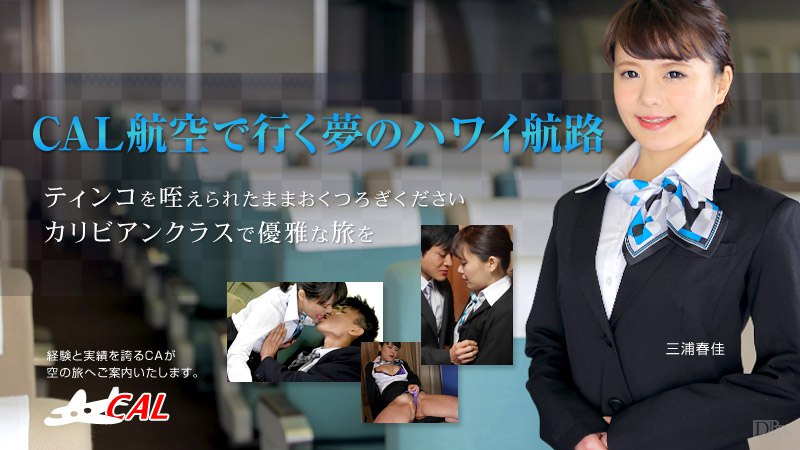 CAL航空で行く夢のハワイ航路
ティンコを咥えられたままおくつろぎください
カリビアンクラスで優雅な旅を
経験と実績を誇るCAが
空の旅へご案内いたします。
CAL
三浦春佳